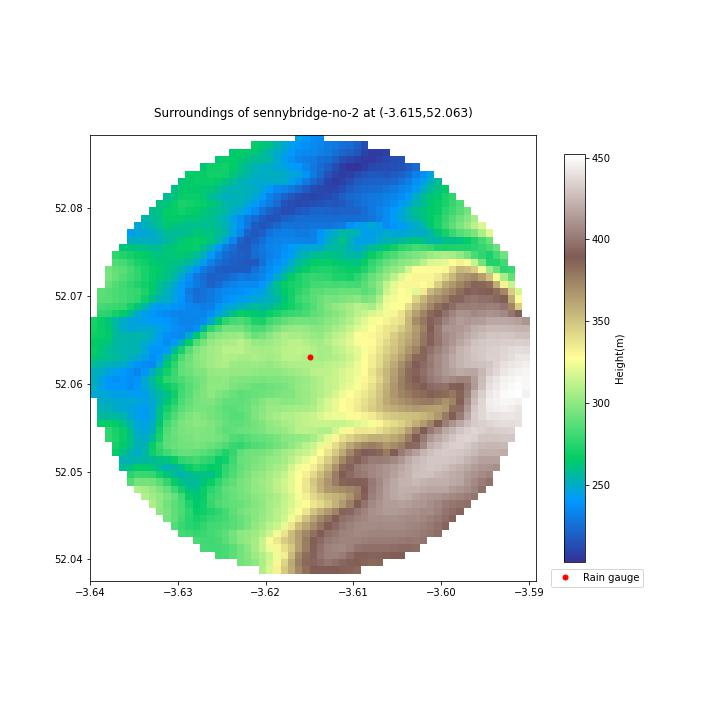 Surroundings of sennybridge-no-2 at (-3.615,52.063)
52.08
52.07
52.06
52.05
52.04
−3.64 −3.63 −3.62 −3.61 −3.60 −3.59
450
400
350
300
250
Height(m)
Rain gauge